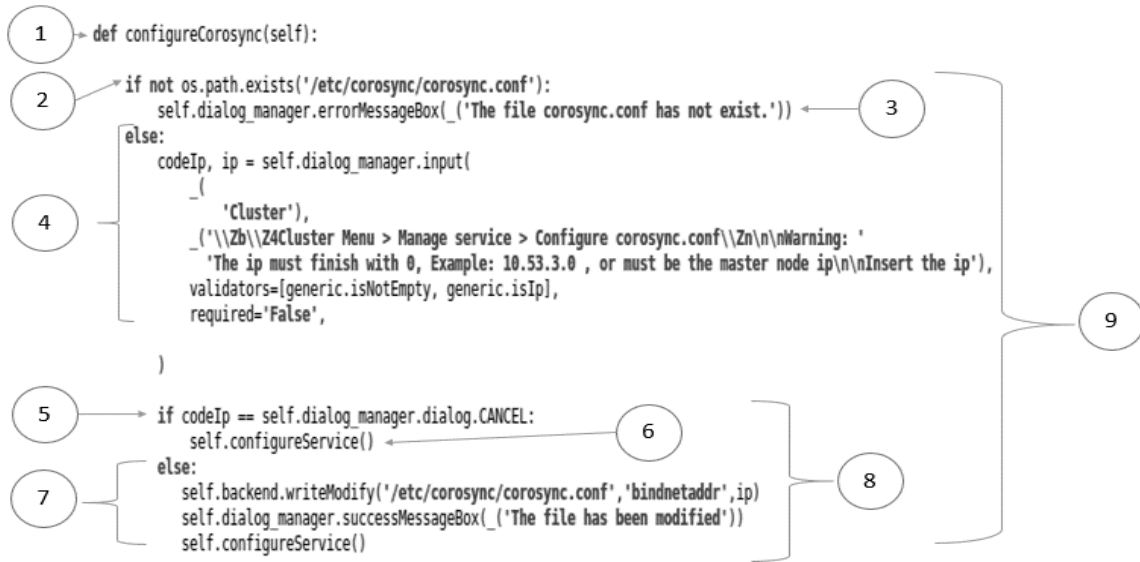 1 def configureCorosync(self):
2 if not os.path.exists('/etc/corosync/corosync.conf'):
self.dialog_manager.errorMessageBox(_('The file corosync.conf has not exist.')) 3
else:
codeIp, ip = self.dialog_manager.input(
_(
4 'Cluster'),
_('\\Zb\\Z4Cluster Menu > Manage service > Configure corosync.conf\\Zn\n\nWarning: '
'The ip must finish with 0, Example: 10.53.3.0 , or must be the master node ip\n\nInsert the ip'),
validators=[generic.isNotEmpty, generic.isIp],
required='False',
9
)
5 if codeIp == self.dialog_manager.dialog.CANCEL:
self.configureService() 6
else:
7 self.backend.writeModify('/etc/corosync/corosync.conf','bindnetaddr',ip) 8
self.dialog_manager.successMessageBox(_('The file has been modified'))
self.configureService()